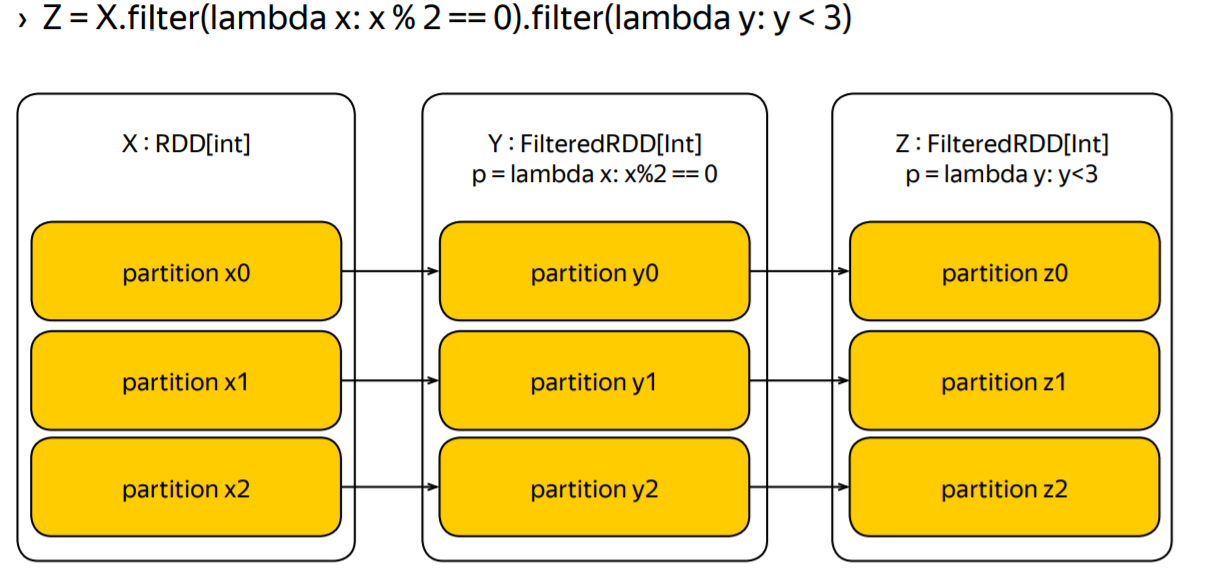 › Z = X.filter(lambda x: x % 2 == 0).filter(lambda y: y < 3)
X : RDD[int]
Y : FilteredRDD[Int]
p = lambda x: x%2 == 0
Z : FilteredRDD[Int]
p = lambda y: y<3
partition x0
partition y0
partition z0
partition x1
partition y1
partition z1
partition x2
partition y2
partition z2